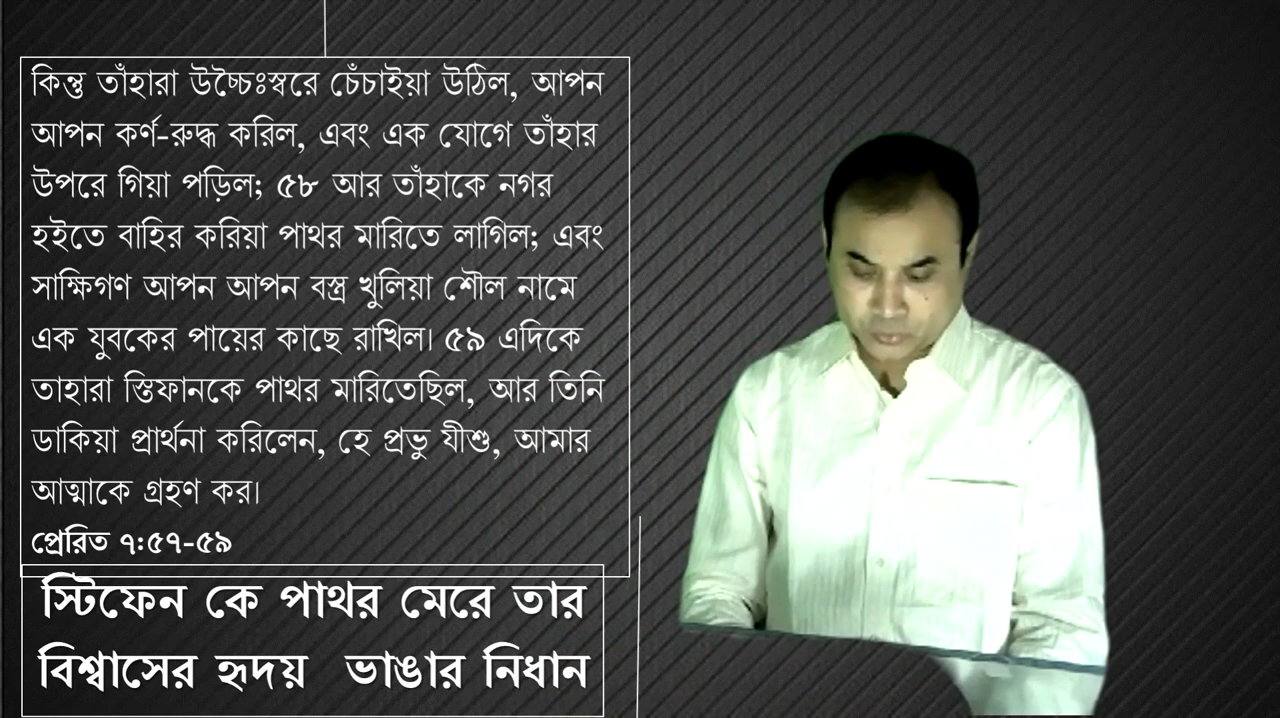 কিন্তু তাঁহারা উচ্চৈঃস্বরে চেঁচাইয়া উঠিল, আপন
আপন কর্ণ-রুদ্ধ করিল, এবং এক যোগে তাঁহার
উপরে গিয়া পড়িল; ৫৮ আর তাঁহাকে নগর
হইতে বাহির করিয়া পাথর মারিতে লাগিল; এবং
সাক্ষিগণ আপন আপন বস্ত্র খুলিয়া শৌল নামে
এক যুবকের পায়ের কাছে রাখিল। ৫৯ এদিকে
তাহারা স্তিফানকে পাথর মারিতেছিল, আর তিনি
ডাকিয়া প্রার্থনা করিলেন, হে প্রভু যীশু, আমার
আত্মাকে গ্রহণ কর।
প্রেরিত ৭:৫৭-৫৯
স্টিফেন কে পাথর মেরে তার
বিশ্বাসের হৃদয় ভাঙার নিধান